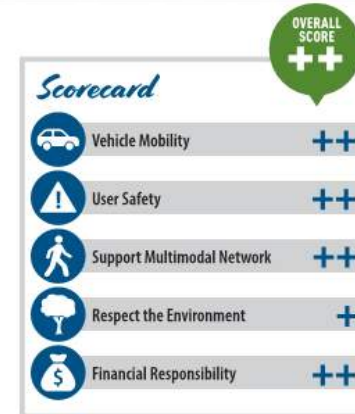 OVERALL
SCORE
++
Scorecard
Vehicle Mobility ++
User Safety ++
Support Multimodal Network ++
Respect the Environment +
Financial Responsibility ++